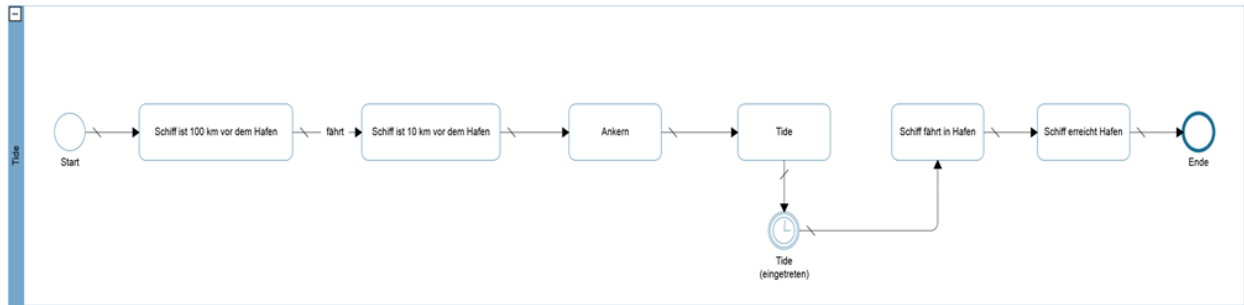 Tide
Start
Schiff ist 100 km vor dem Hafen
fährt
Schiff ist 10 km vor dem Hafen
Ankern
Tide
Tide
(eingetreten)
Schiff fährt in Hafen
Schiff erreicht Hafen
Ende